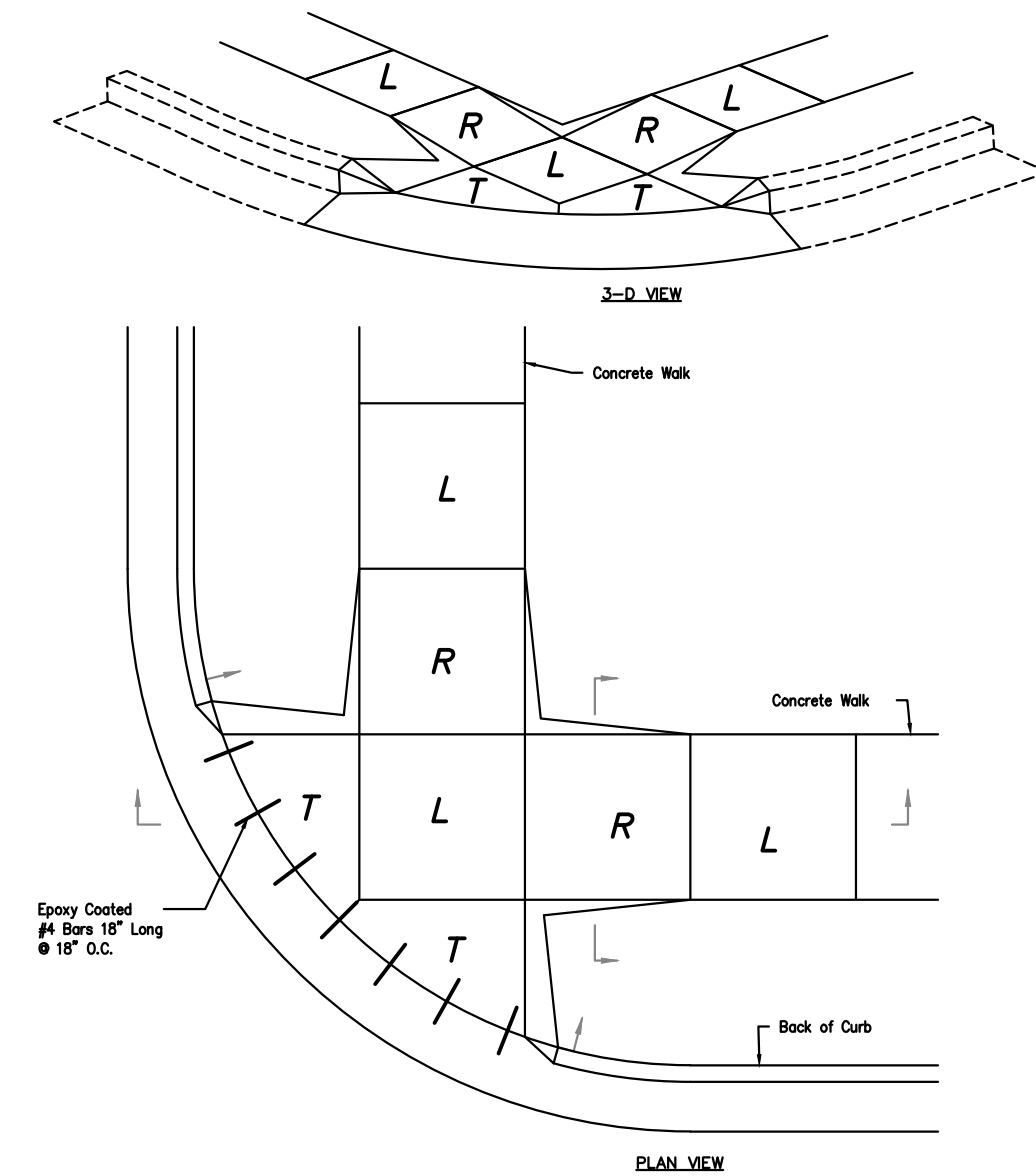 L
L
R
R
L
T
T
3-D VIEW
Concrete Walk
L
R
Concrete Walk
T
L
R
L
Epoxy Coated
#4 Bars 18" Long
@ 18" O.C.
T
Back of Curb
PLAN VIEW